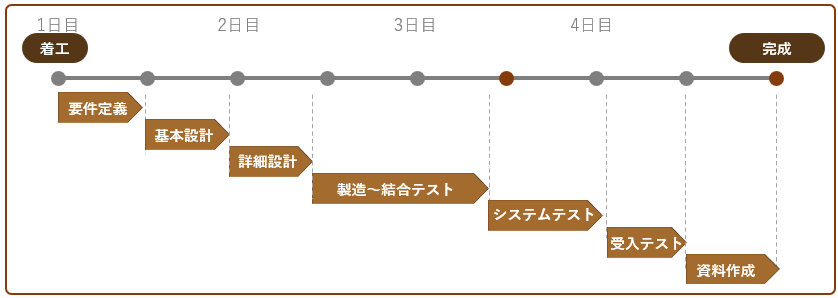 1日目
2日目
3日目
4日目
着工
完成
要件定義
基本設計
詳細設計
製造～結合テスト
システムテスト
受入テスト
資料作成